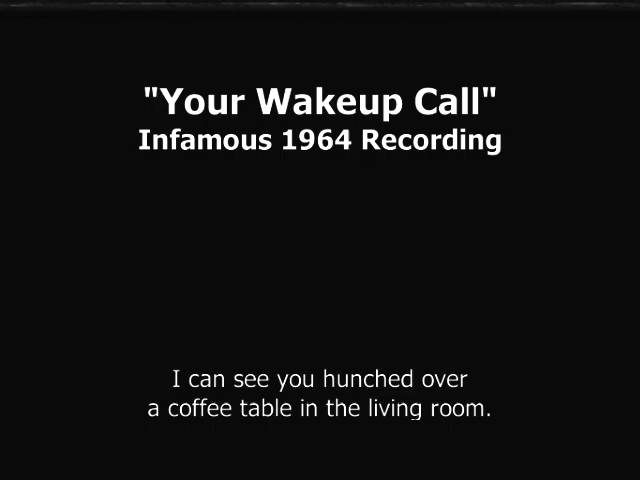 "Your Wakeup Call"
Infamous 1964 Recording
I can see you hunched over
a coffee table in the living room.